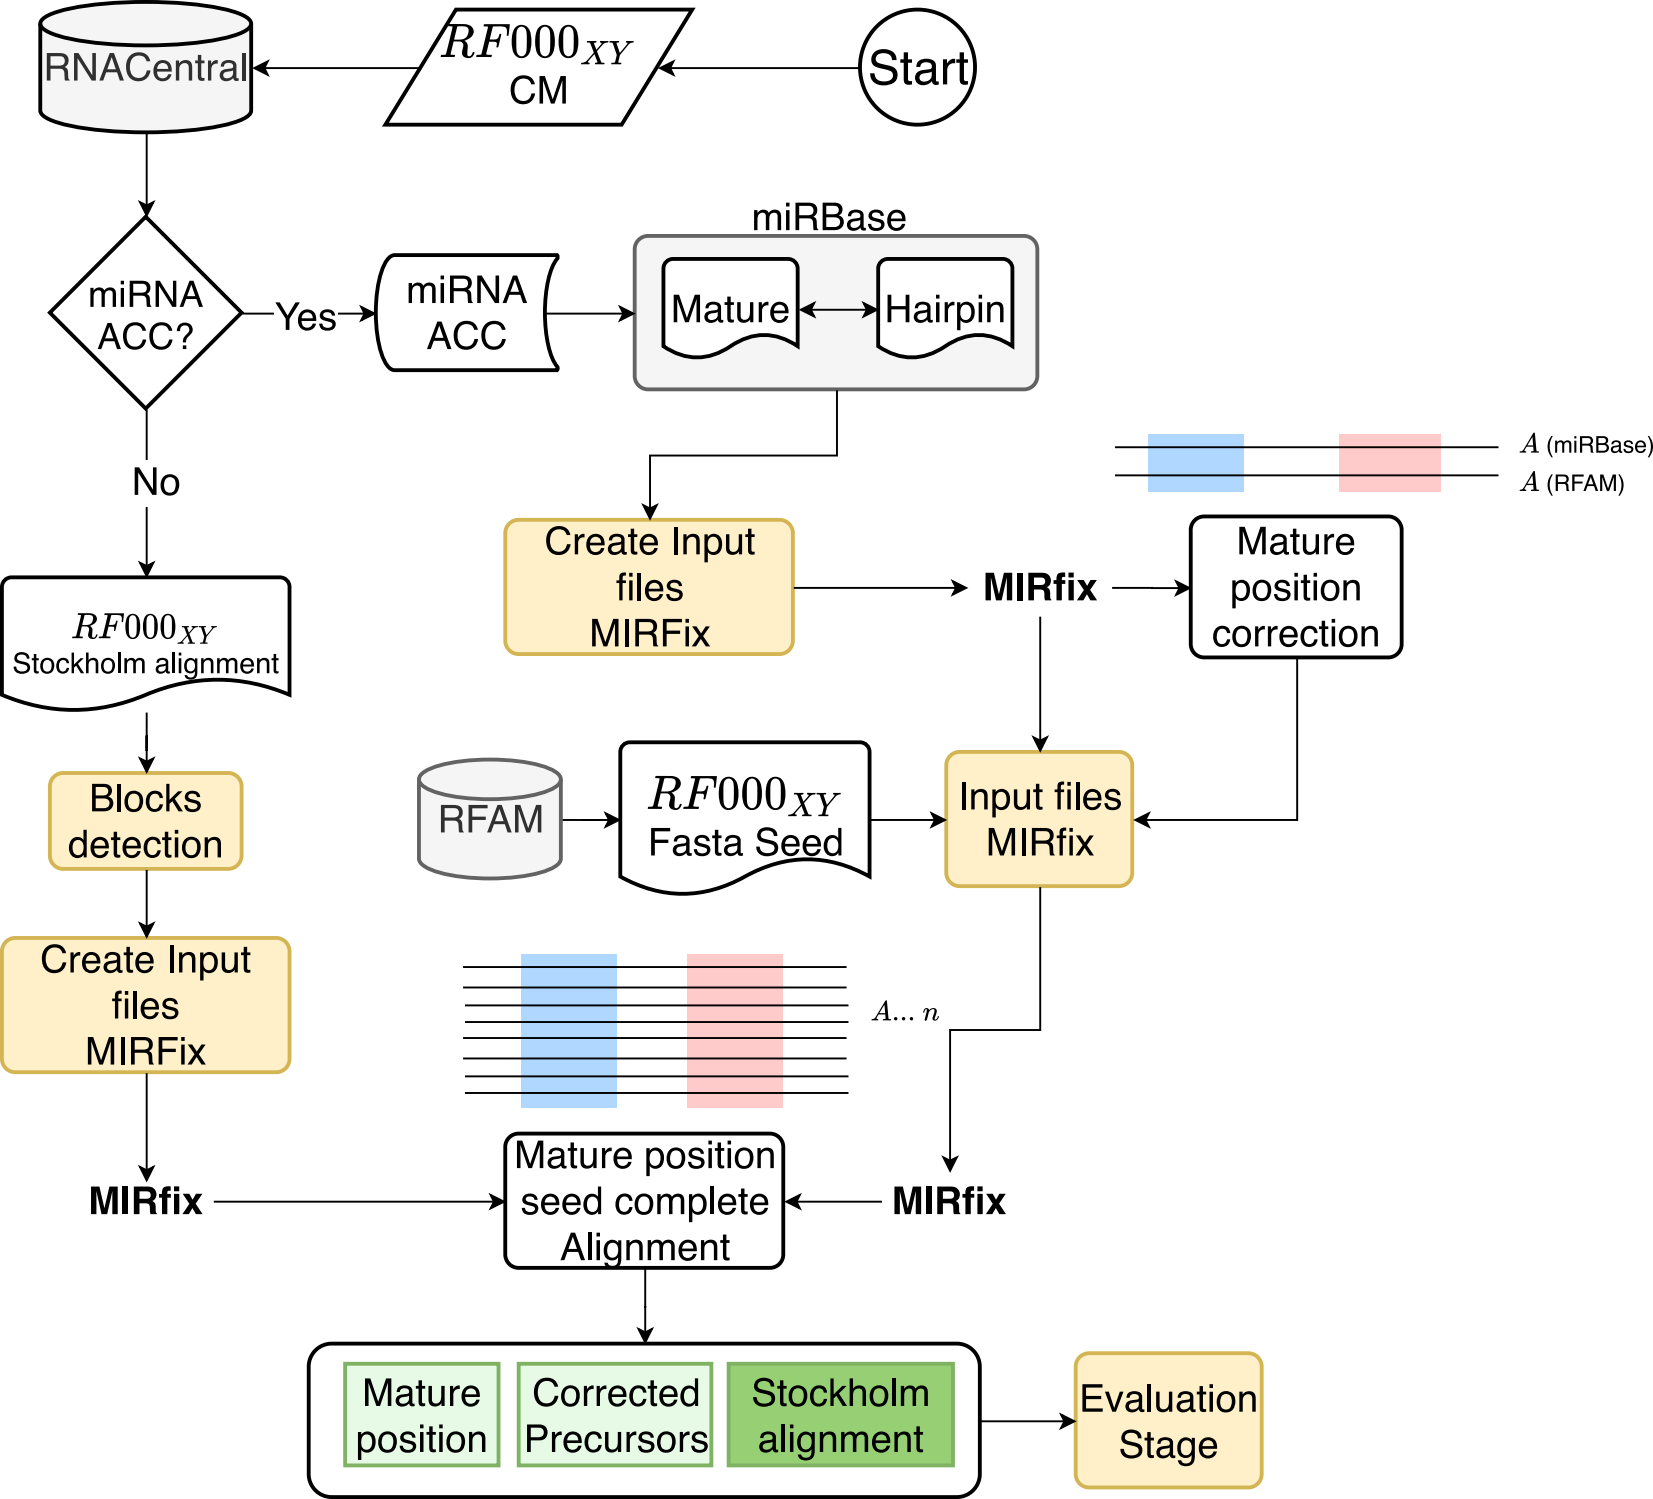 RNACentral
RF000XY
CM
Start
miRBase
miRNA
ACC?
Yes
miRNA
ACC
Mature
Hairpin
A (miRBase)
A (RFAM)
No
Create Input
files
MIRFix
MIRfix
Mature
position
correction
RF000XY
Stockholm alignment
RFAM
RF000XY
Fasta Seed
Input files
MIRfix
Blocks
detection
Create Input
files
MIRFix
A... n
MIRfix
Mature position
seed complete
Alignment
MIRfix
Mature
position
Corrected
Precursors
Stockholm
alignment
Evaluation
Stage